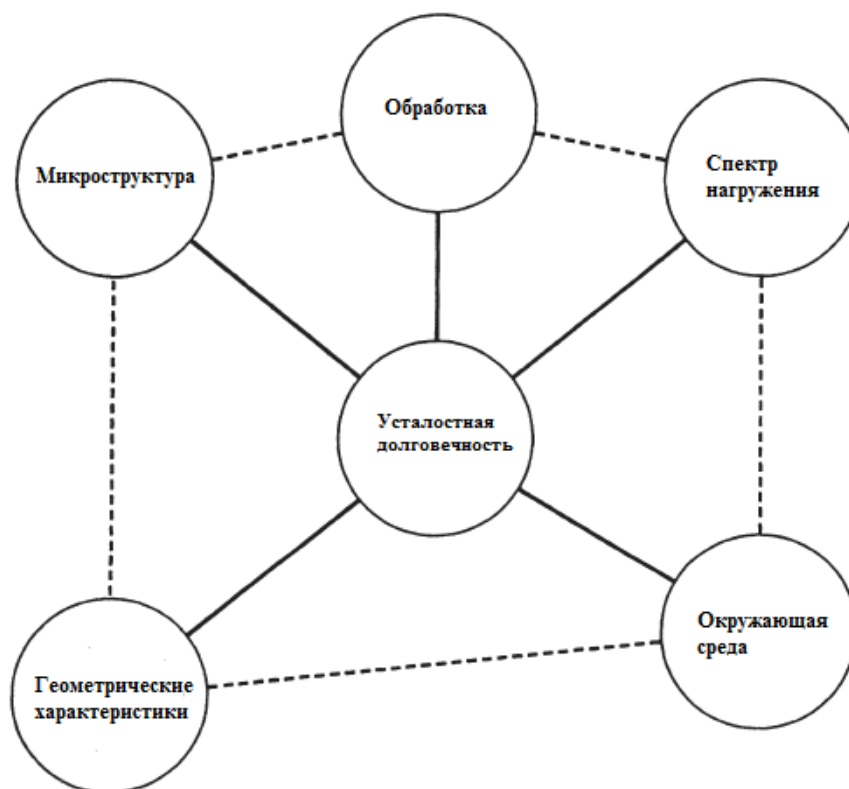 Обработка
Микроструктура
Спектр
нагружения
Усталостная
долговечность
Окружающая
среда
Геометрические
характеристики